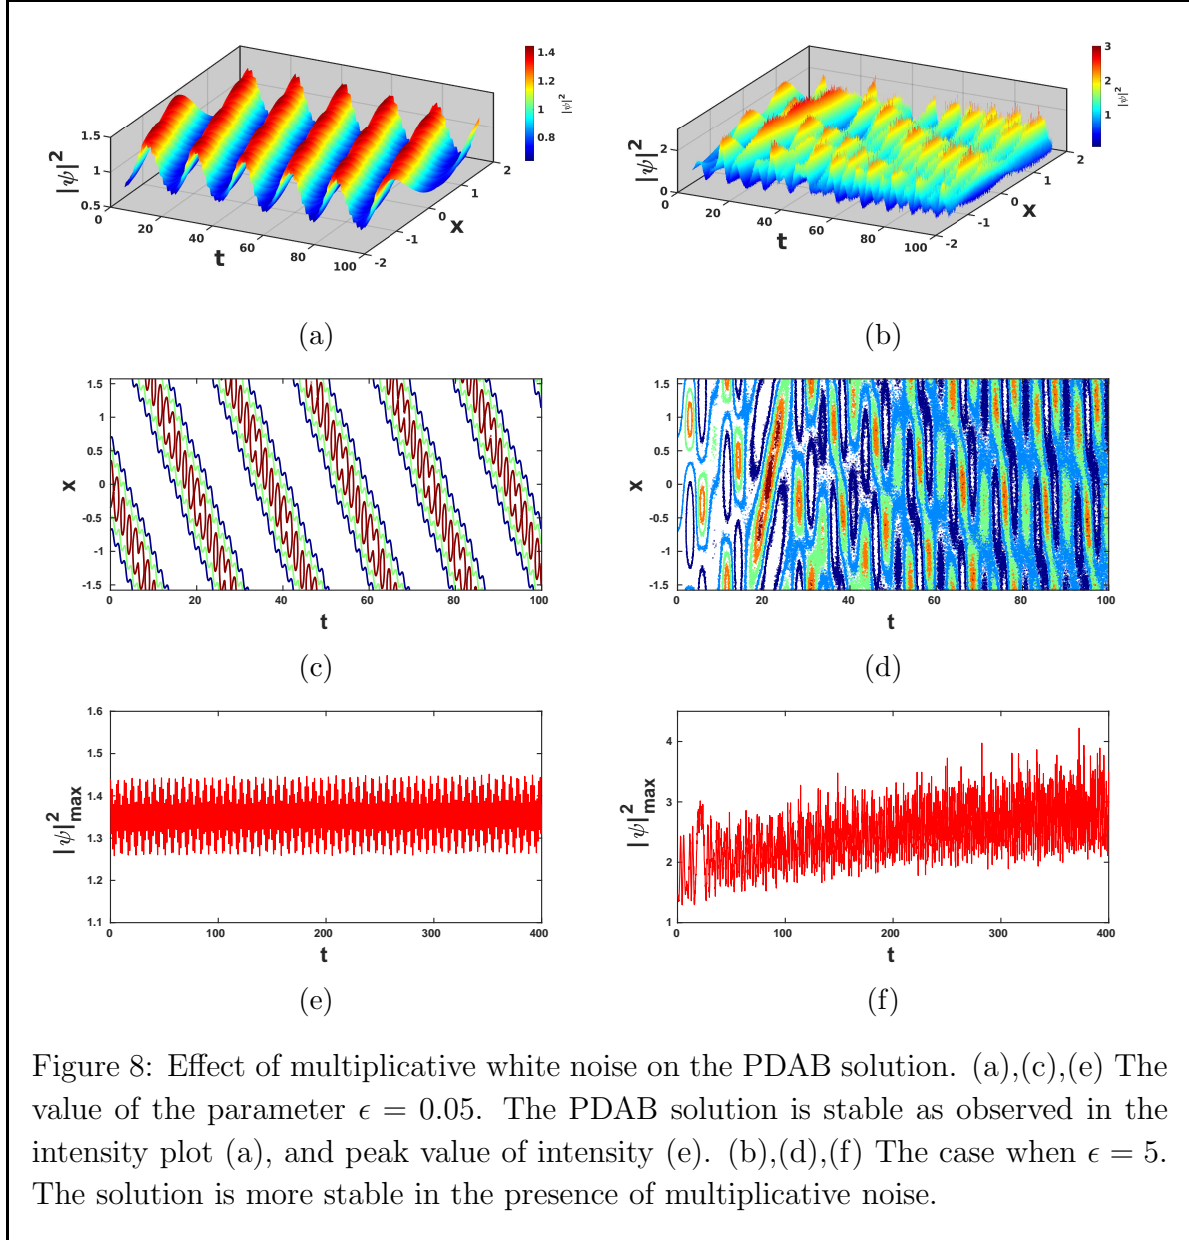 1.4
1.2
1
0.8
|ψ|²
1.5
1
0.5
|ψ|²
0
20
40
60
80
100
t
-2
-1
0
1
2
x
(a)
3
2
1
|ψ|²
2
0
|ψ|²
0
20
40
60
80
100
t
-2
-1
0
1
2
x
(b)
1.5
1
0.5
0
-0.5
-1
-1.5
x
0 20 40 60 80 100
t
(c)
1.5
1
0.5
0
-0.5
-1
-1.5
x
0 20 40 60 80 100
t
(d)
1.6
1.5
1.4
1.3
1.2
1.1
|ψ|²max
0 100 200 300 400
t
(e)
4
3
2
1
|ψ|²max
0 100 200 300 400
t
(f)
Figure 8: Effect of multiplicative white noise on the PDAB solution. (a),(c),(e) The
value of the parameter ϵ = 0.05. The PDAB solution is stable as observed in the
intensity plot (a), and peak value of intensity (e). (b),(d),(f) The case when ϵ = 5.
The solution is more stable in the presence of multiplicative noise.